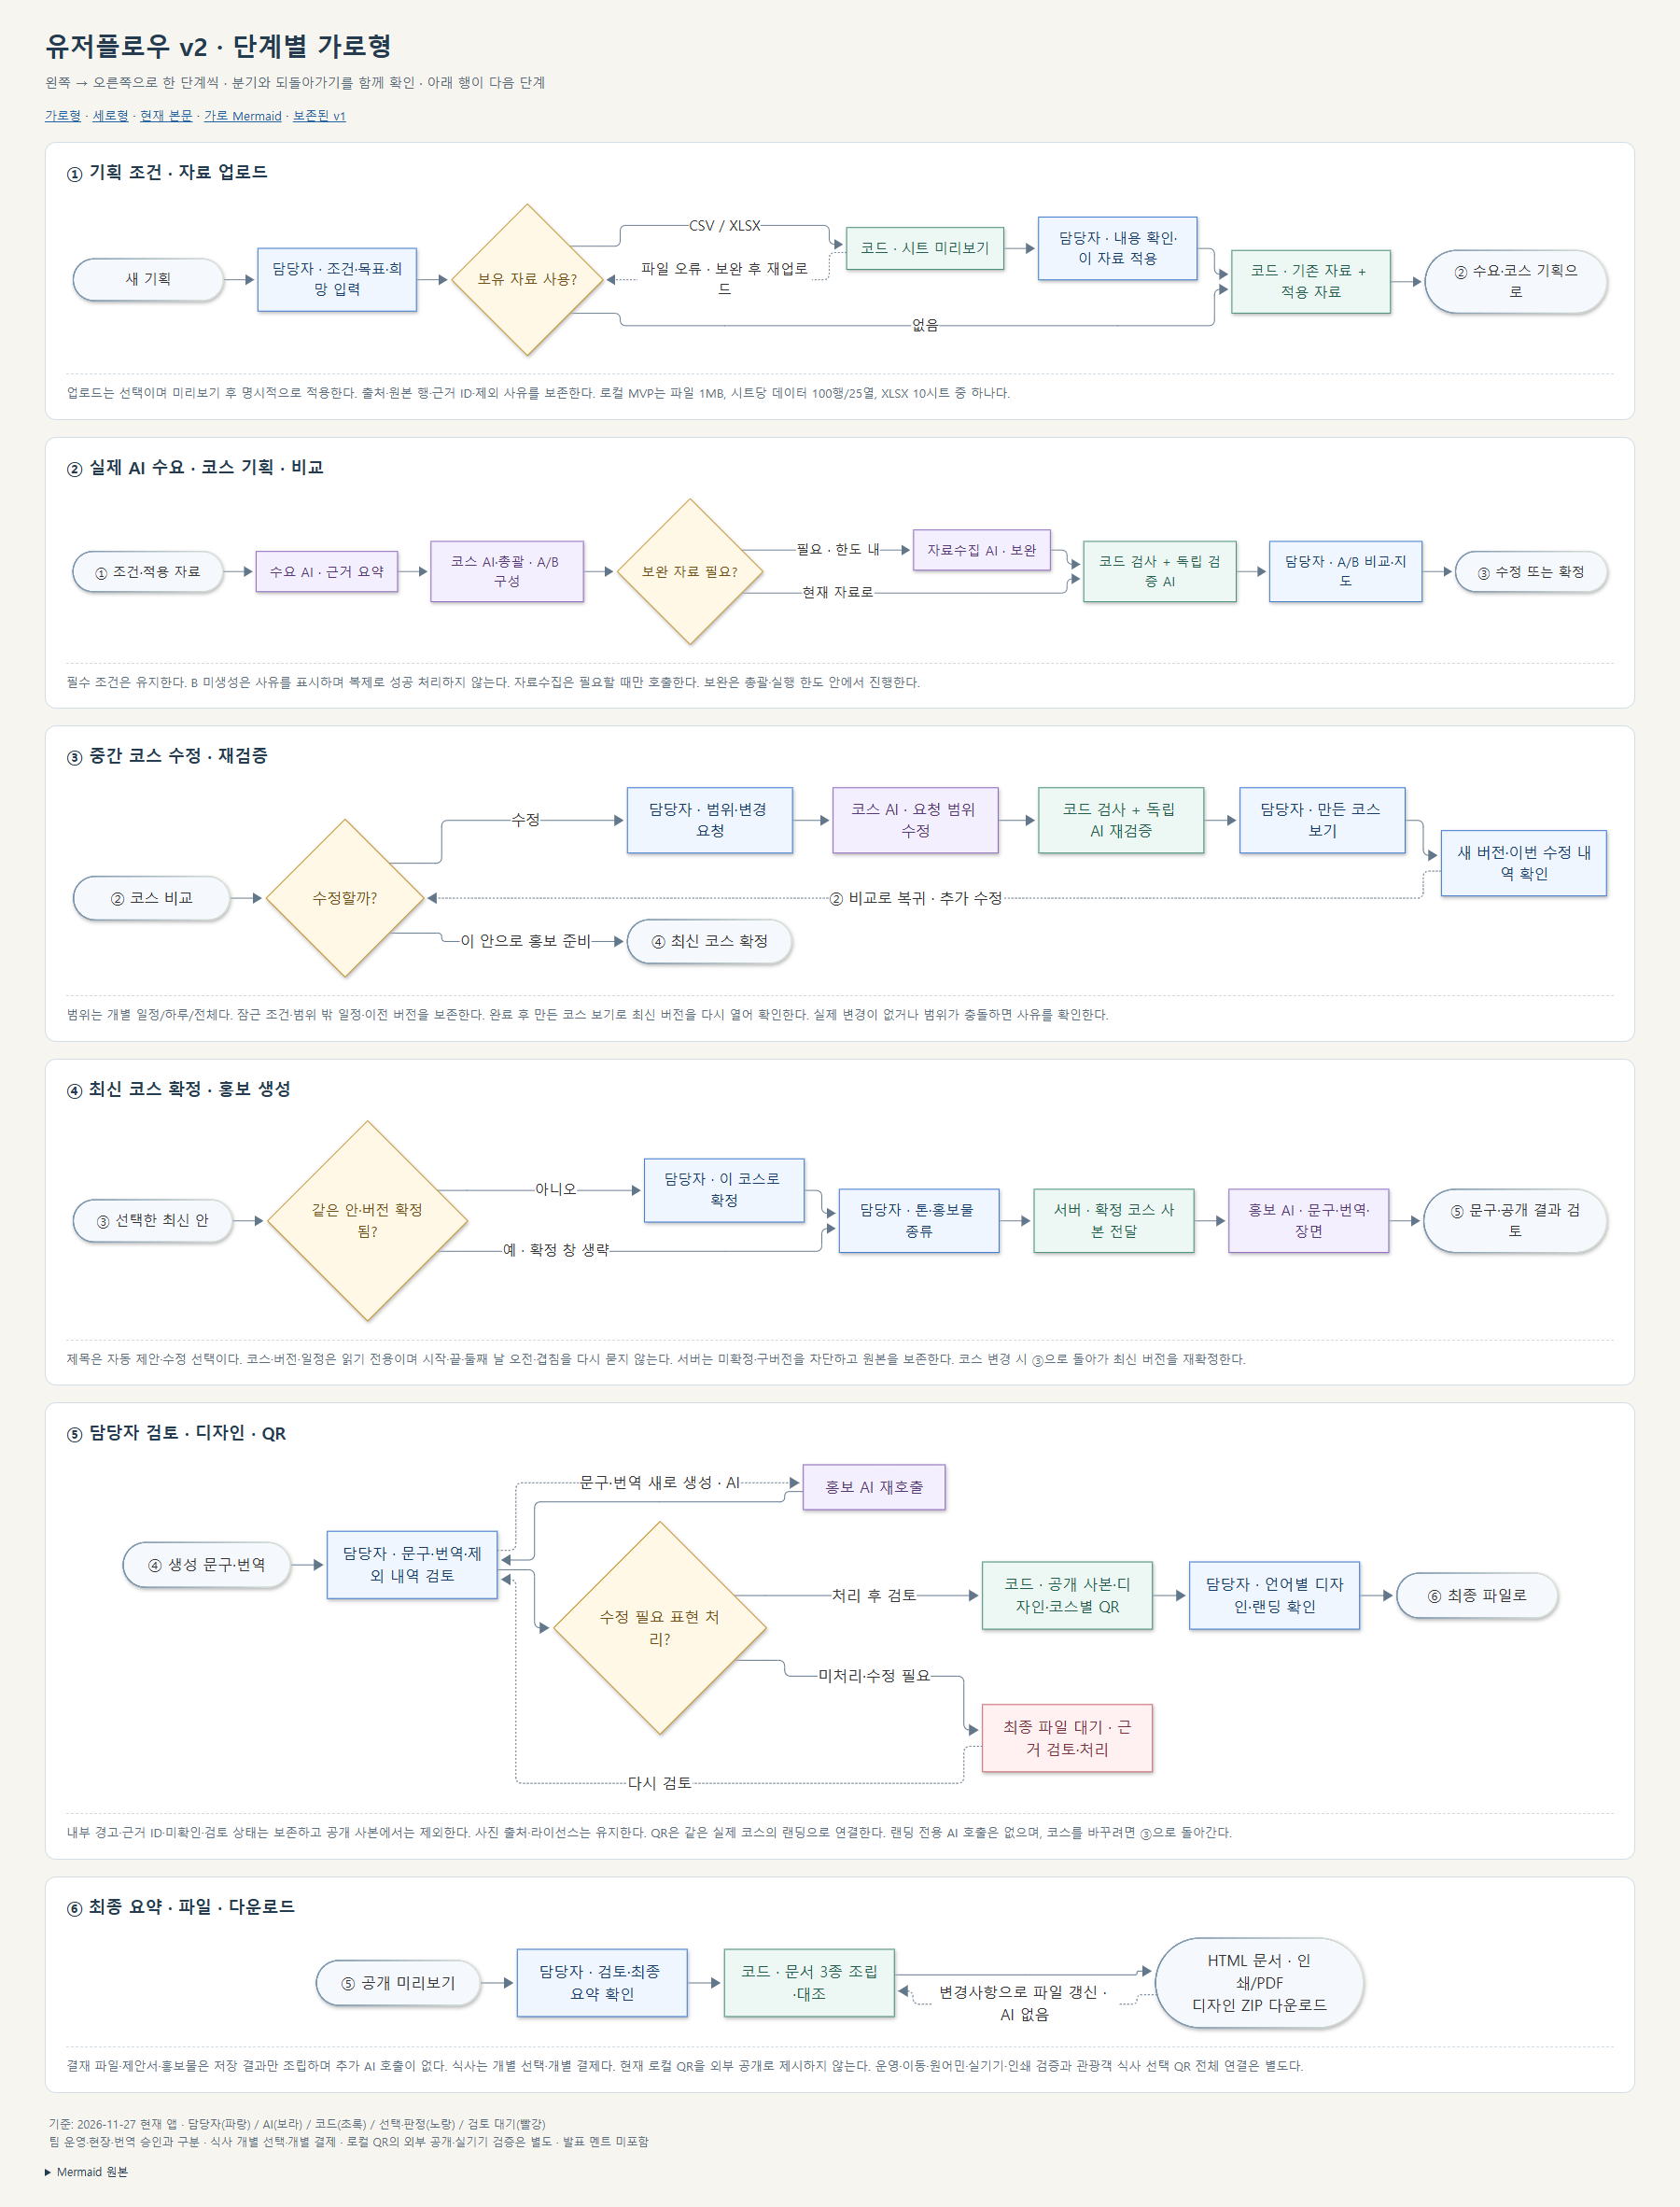 유저플로우 v2 · 단계별 가로형
왼쪽 → 오른쪽으로 한 단계씩 · 분기와 되돌아가기를 함께 확인 · 아래 행이 다음 단계
가로형 · 세로형 · 현재 본문 · 가로 Mermaid · 보존된 v1
① 기획 조건 · 자료 업로드
새 기획
담당자 · 조건·목표·희
망 입력
보유 자료 사용?
CSV / XLSX
파일 오류 · 보완 후 재업로
드
없음
코드 · 시트 미리보기
담당자 · 내용 확인·
이 자료 적용
코드 · 기존 자료 +
적용 자료
② 수요·코스 기획으
로
업로드는 선택이며 미리보기 후 명시적으로 적용한다. 출처·원본 행·근거 ID·제외 사유를 보존한다. 로컬 MVP는 파일 1MB, 시트당 데이터 100행/25열, XLSX 10시트 중 하나다.
② 실제 AI 수요 · 코스 기획 · 비교
① 조건·적용 자료
수요 AI · 근거 요약
코스 AI·총괄 · A/B
구성
보완 자료 필요?
필요 · 한도 내
현재 자료로
자료수집 AI · 보완
코드 검사 + 독립 검
증 AI
담당자 · A/B 비교·지
도
③ 수정 또는 확정
필수 조건은 유지한다. B 미생성은 사유를 표시하며 복제로 성공 처리하지 않는다. 자료수집은 필요할 때만 호출한다. 보완은 총괄·실행 한도 안에서 진행한다.
③ 중간 코스 수정 · 재검증
② 코스 비교
수정할까?
수정
담당자 · 범위·변경
요청
코스 AI · 요청 범위
수정
코드 검사 + 독립
AI 재검증
담당자 · 만든 코스
보기
새 버전·이번 수정 내
역 확인
② 비교로 복귀 · 추가 수정
이 안으로 홍보 준비
④ 최신 코스 확정
범위는 개별 일정/하루/전체다. 잠근 조건·범위 밖 일정·이전 버전을 보존한다. 완료 후 만든 코스 보기로 최신 버전을 다시 열어 확인한다. 실제 변경이 없거나 범위가 충돌하면 사유를 확인한다.
④ 최신 코스 확정 · 홍보 생성
③ 선택한 최신 안
같은 안·버전 확정
됨?
아니오
예 · 확정 창 생략
담당자 · 이 코스로
확정
담당자 · 톤·홍보물
종류
서버 · 확정 코스 사
본 전달
홍보 AI · 문구·번역·
장면
⑤ 문구·공개 결과 검
토
제목은 자동 제안·수정 선택이다. 코스·버전·일정은 읽기 전용이며 시작·끝·둘째 날 오전·겹침을 다시 묻지 않는다. 서버는 미확정·구버전을 차단하고 원본을 보존한다. 코스 변경 시 ③으로 돌아가 최신 버전을 재확정한다.
⑤ 담당자 검토 · 디자인 · QR
④ 생성 문구·번역
담당자 · 문구·번역·제
외 내역 검토
문구·번역 새로 생성 · AI
홍보 AI 재호출
수정 필요 표현 처
리?
처리 후 검토
코드 · 공개 사본·디
자인·코스별 QR
담당자 · 언어별 디자
인·랜딩 확인
⑥ 최종 파일로
미처리·수정 필요
최종 파일 대기 · 근
거 검토·처리
다시 검토
내부 경고·근거 ID·미확인·검토 상태는 보존하고 공개 사본에서는 제외한다. 사진 출처·라이선스는 유지한다. QR은 같은 실제 코스의 랜딩으로 연결한다. 랜딩 전용 AI 호출은 없으며, 코스를 바꾸려면 ③으로 돌아간다.
⑥ 최종 요약 · 파일 · 다운로드
⑤ 공개 미리보기
담당자 · 검토·최종
요약 확인
코드 · 문서 3종 조립
·대조
변경사항으로 파일 갱신 ·
AI 없음
HTML 문서 · 인
쇄/PDF
디자인 ZIP 다운로드
결재 파일·제안서·홍보물은 저장 결과만 조립하며 추가 AI 호출이 없다. 식사는 개별 선택·개별 결제다. 현재 로컬 QR을 외부 공개로 제시하지 않는다. 운영·이동·원어민·실기기·인쇄 검증과 관광객 식사 선택 QR 전체 연결은 별도다.
기준: 2026-11-27 현재 앱 · 담당자(파랑) / AI(보라) / 코드(초록) / 선택·판정(노랑) / 검토 대기(빨강)
팀 운영·현장·번역 승인과 구분 · 식사 개별 선택·개별 결제 · 로컬 QR의 외부 공개·실기기 검증은 별도 · 발표 멘트 미포함
▶ Mermaid 원본